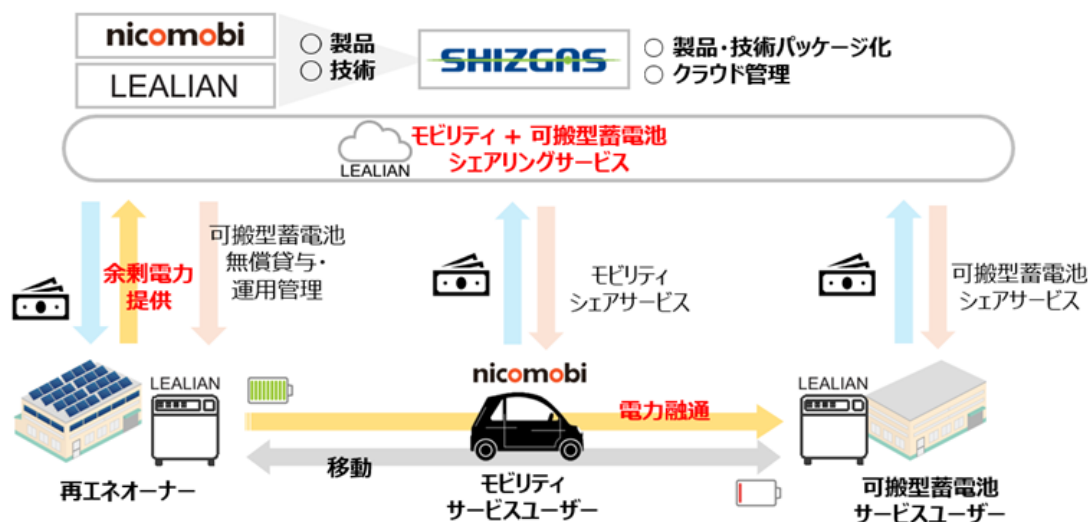 nicomobi
LEALIAN
○ 製品
○ 技術
SHIZGAS
○ 製品・技術パッケージ化
○ クラウド管理
LEALIAN
モビリティ + 可搬型蓄電池
シェアリングサービス
余剰電力
提供
可搬型蓄電池
無償貸与・
運用管理
モビリティ
シェアサービス
可搬型蓄電池
シェアサービス
LEALIAN
再エネオーナー
nicomobi
電力融通
移動
モビリティ
サービスユーザー
LEALIAN
可搬型蓄電池
サービスユーザー